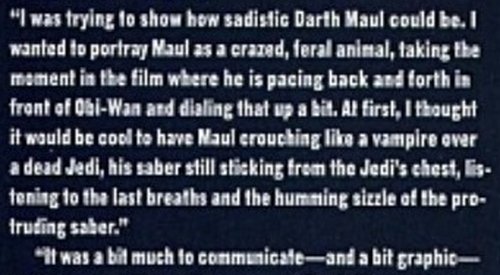 “I was trying to show how sadistic Darth Maul could be. I
wanted to portray Maul as a crazed, feral animal, taking the
moment in the film where he is pacing back and forth in
front of Obi-Wan and dialing that up a bit. At first, I thought
it would be cool to have Maul crouching like a vampire over
a dead Jedi, his saber still sticking from the Jedi's chest, lis-
tening to the last breaths and the humming sizzle of the pro-
truding saber.”
“It was a bit much to communicate—and a bit graphic—